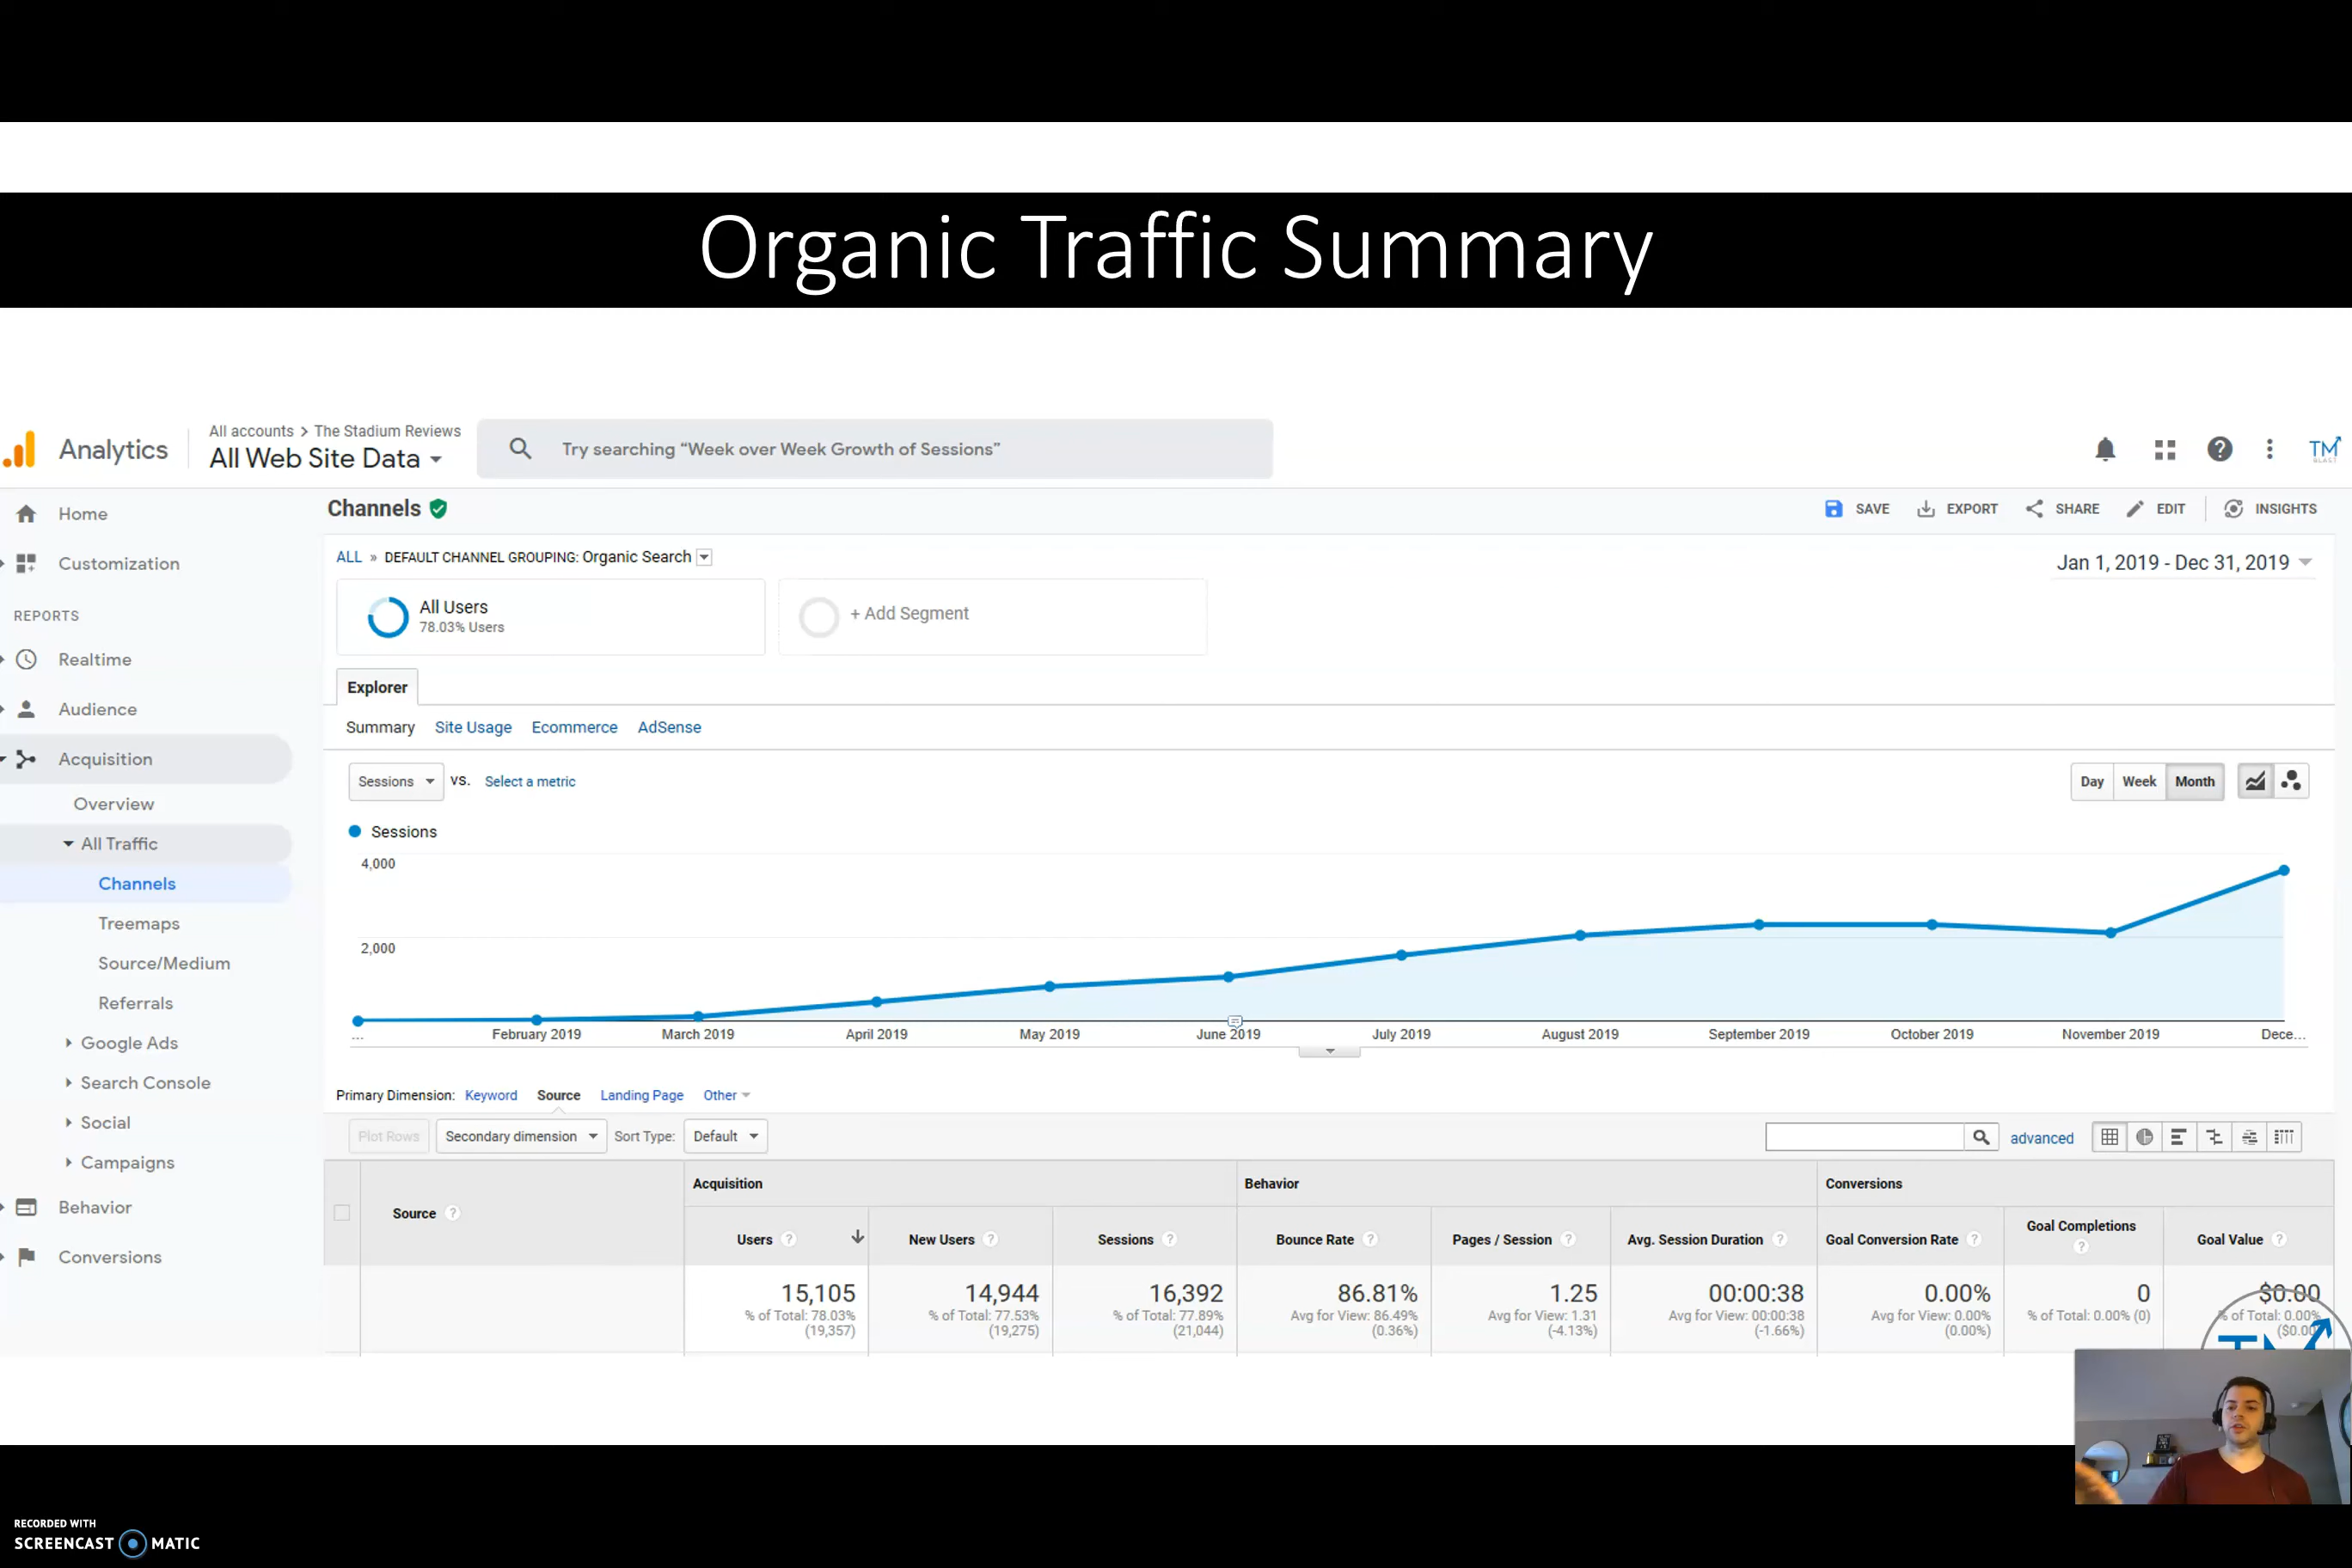 Organic Traffic Summary
Analytics
All accounts > The Stadium Reviews
All Web Site Data
Try searching “Week over Week Growth of Sessions”
TM
BLAST
Home
Customization
REPORTS
Realtime
Audience
Acquisition
Overview
All Traffic
Channels
Treemaps
Source/Medium
Referrals
Google Ads
Search Console
Social
Campaigns
Behavior
Conversions
Channels
SAVE EXPORT SHARE EDIT INSIGHTS
ALL » DEFAULT CHANNEL GROUPING: Organic Search
Jan 1, 2019 - Dec 31, 2019
All Users
78.03% Users
+ Add Segment
Explorer
Summary Site Usage Ecommerce AdSense
Sessions VS. Select a metric
Day Week Month
Sessions
4,000
2,000
... February 2019 March 2019 April 2019 May 2019 June 2019 July 2019 August 2019 September 2019 October 2019 November 2019 Dece...
Primary Dimension: Keyword Source Landing Page Other
Plot Rows Secondary dimension Sort Type: Default
advanced
Acquisition Behavior Conversions
Source ?
Users ? New Users ? Sessions ? Bounce Rate ? Pages / Session ? Avg. Session Duration ? Goal Conversion Rate ? Goal Completions ? Goal Value ?
15,105 14,944 16,392 86.81% 1.25 00:00:38 0.00% 0 $0.00
% of Total: 78.03% % of Total: 77.53% % of Total: 77.89% Avg for View: 86.49% Avg for View: 1.31 Avg for View: 00:00:38 Avg for View: 0.00% % of Total: 0.00% (0) % of Total: 0.00%
(19,357) (19,275) (21,044) (0.36%) (-4.13%) (-1.66%) (0.00%) ($0.00
TM
RECORDED WITH
SCREENCAST MATIC